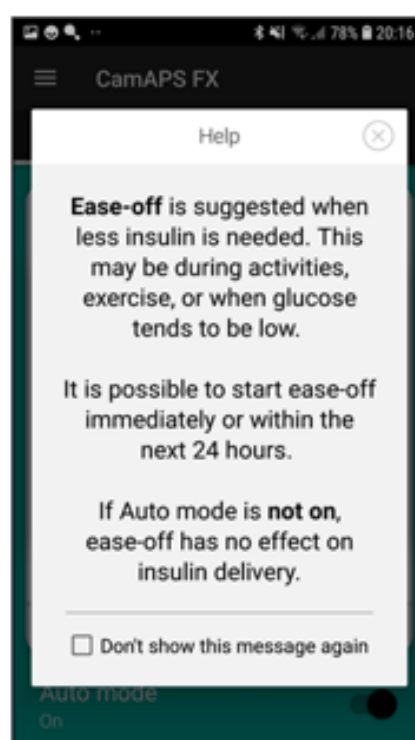 78% 20:16
CamAPS FX
Help
Ease-off is suggested when
less insulin is needed. This
may be during activities,
exercise, or when glucose
tends to be low.
It is possible to start ease-off
immediately or within the
next 24 hours.
If Auto mode is not on,
ease-off has no effect on
insulin delivery.
Don't show this message again
Auto mode
On